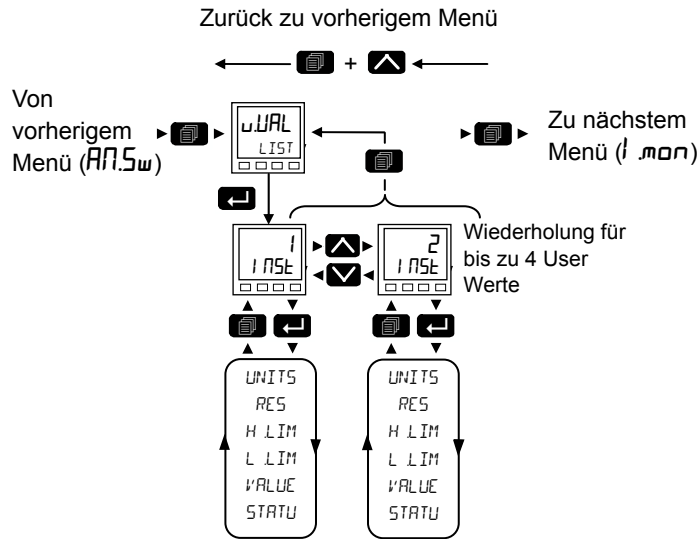 Zurück zu vorherigem Menü
+
Von
vorherigem
Menü (AM.Sw)
u.VAL
LIST
Zu nächstem
Menü (I .mon)
1
INSt
2
INSt
Wiederholung für
bis zu 4 User
Werte
UNITS
RES
H.LIM
L.LIM
VALUE
STATU
UNITS
RES
H.LIM
L.LIM
VALUE
STATU